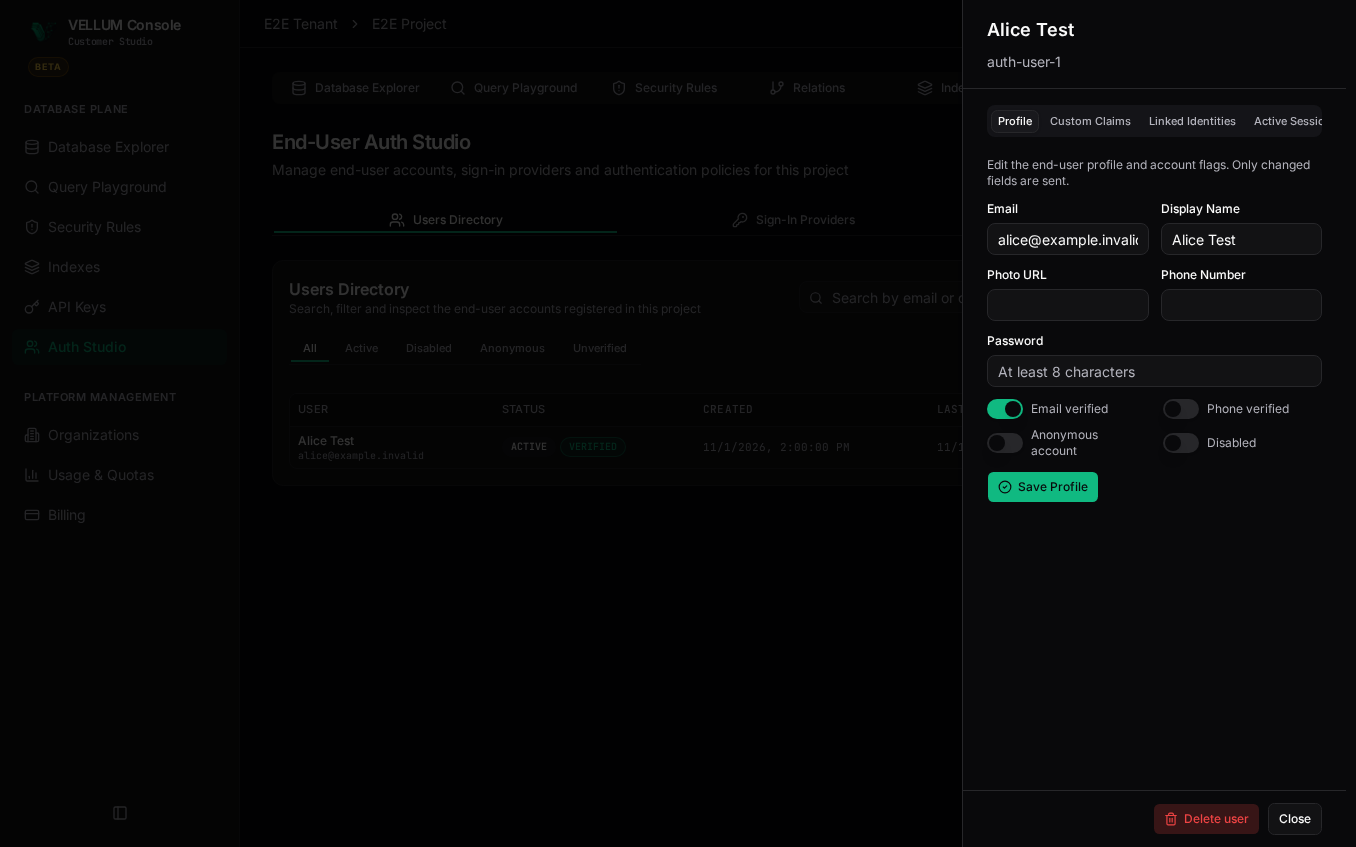 VELLUM Console
Customer Studio
BETA
DATABASE PLANE
Database Explorer
Query Playground
Security Rules
Indexes
API Keys
Auth Studio
PLATFORM MANAGEMENT
Organizations
Usage & Quotas
Billing
E2E Tenant > E2E Project
Database Explorer
Query Playground
Security Rules
Relations
Inde
End-User Auth Studio
Manage end-user accounts, sign-in providers and authentication policies for this project
Users Directory
Sign-In Providers
Users Directory
Search, filter and inspect the end-user accounts registered in this project
Search by email or
All
Active
Disabled
Anonymous
Unverified
USER
STATUS
CREATED
LAST
Alice Test
alice@example.invalid
ACTIVE
VERIFIED
11/1/2026, 2:00:00 PM
11/1
Alice Test
auth-user-1
Profile
Custom Claims
Linked Identities
Active Sessio
Edit the end-user profile and account flags. Only changed
fields are sent.
Email
Display Name
alice@example.invalid
Alice Test
Photo URL
Phone Number
Password
At least 8 characters
Email verified
Phone verified
Anonymous
account
Disabled
Save Profile
Delete user
Close